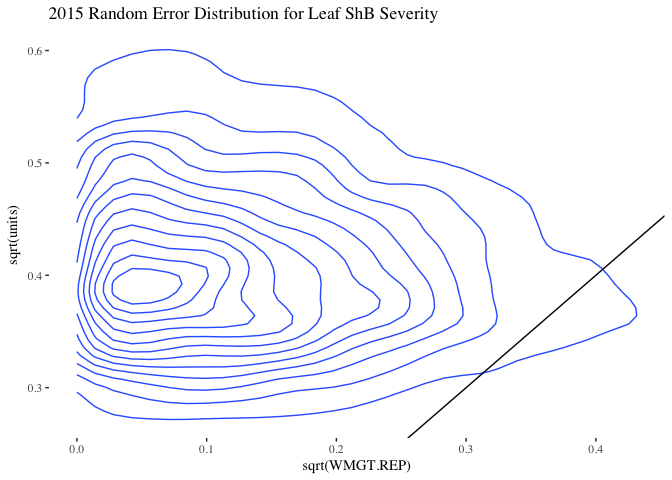 2015 Random Error Distribution for Leaf ShB Severity
0.6
0.5
0.4
0.3
sqrt(units)
0.0 0.1 0.2 0.3 0.4
sqrt(WMGT.REP)